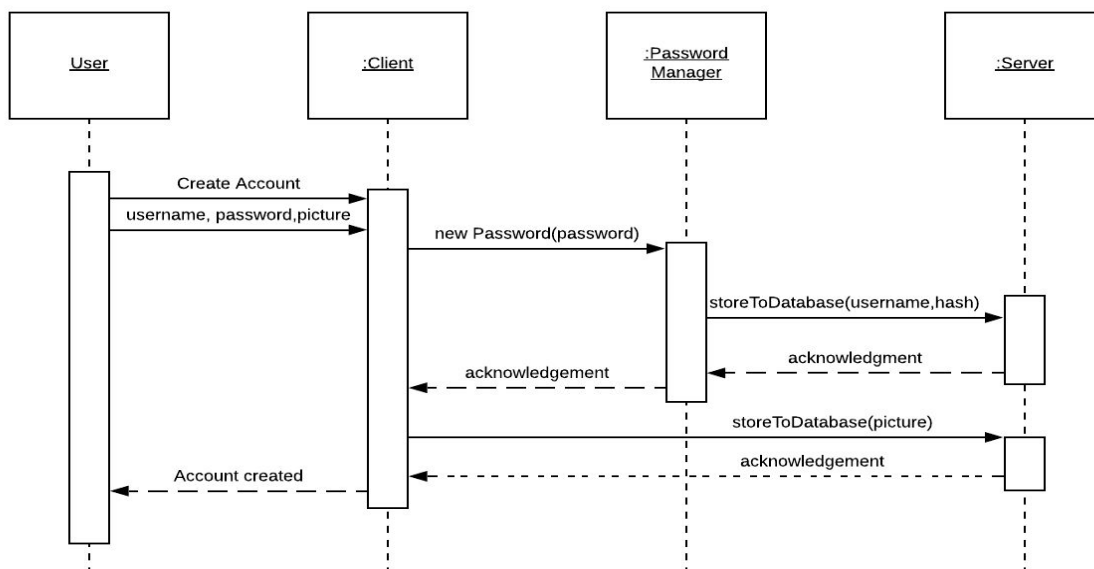 User
:Client
:Password
Manager
:Server
Create Account
username, password,picture
new Password(password)
storeToDatabase(username,hash)
acknowledgment
acknowledgement
storeToDatabase(picture)
acknowledgement
Account created